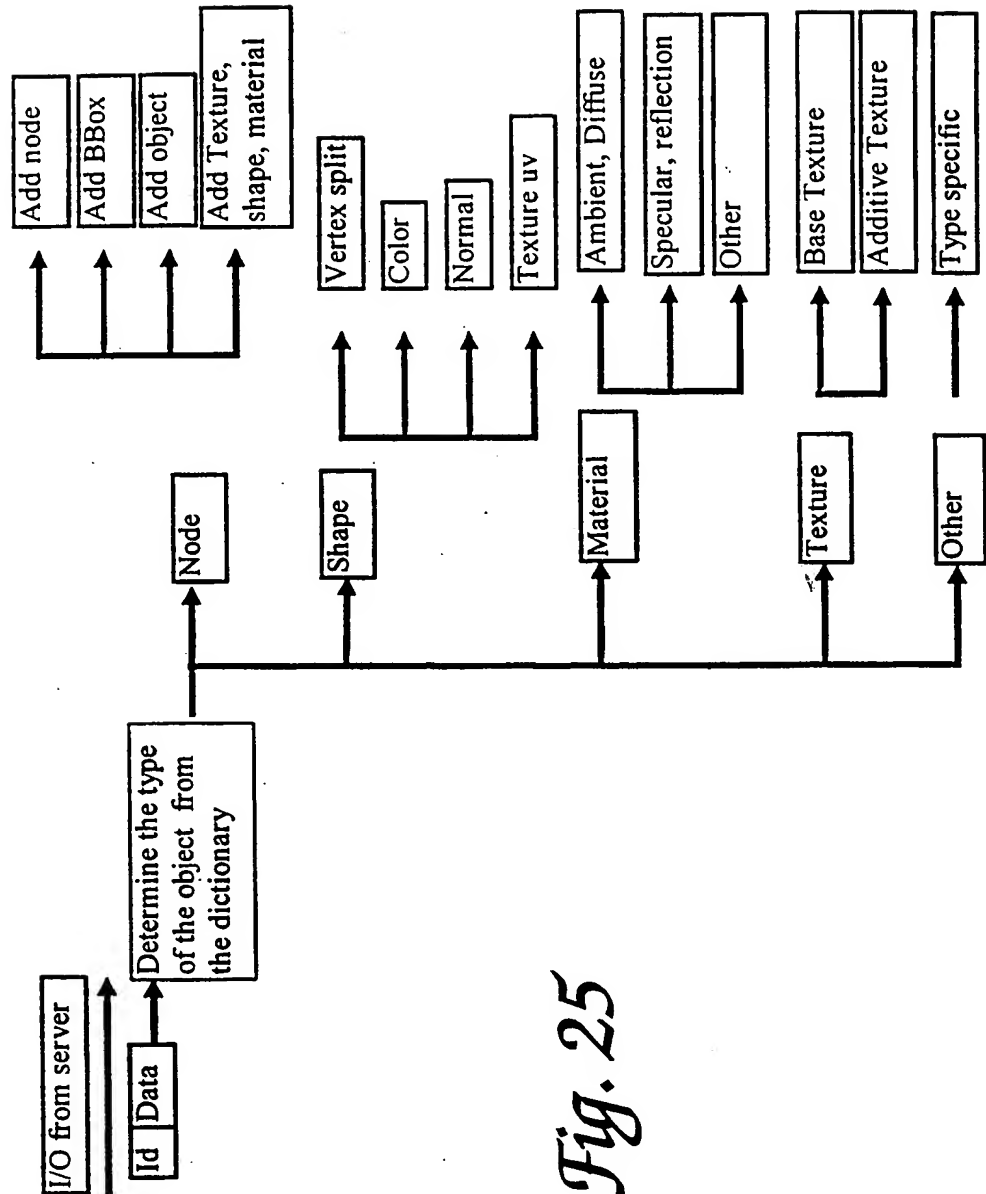 I/O from server
Id
Data
Determine the type
of the object from
the dictionary
Node
Add node
Add BBox
Add object
Add Texture,
shape, material
Shape
Vertex split
Color
Normal
Texture uv
Material
Ambient, Diffuse
Specular, reflection
Other
Texture
Base Texture
Additive Texture
Other
Type specific
Fig. 25